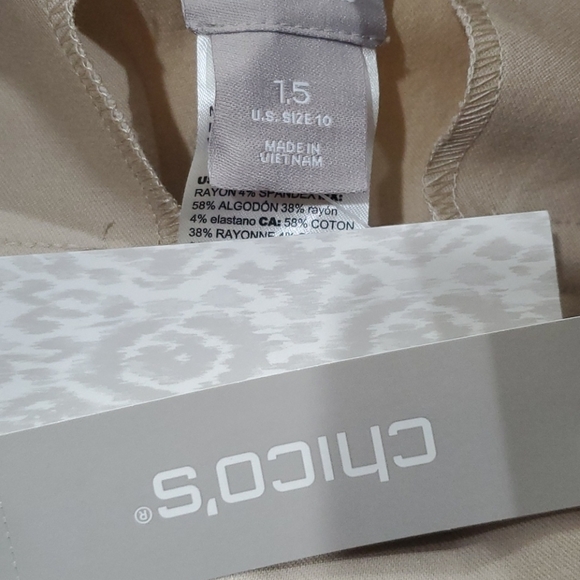 1.5
U.S. SIZE 10
MADE IN
VIETNAM
RAYON 4% SPANDEX
58% ALGODÓN 38% rayón
4% elastano CA: 58% COTON
38% RAYONNE 4%
chico's®